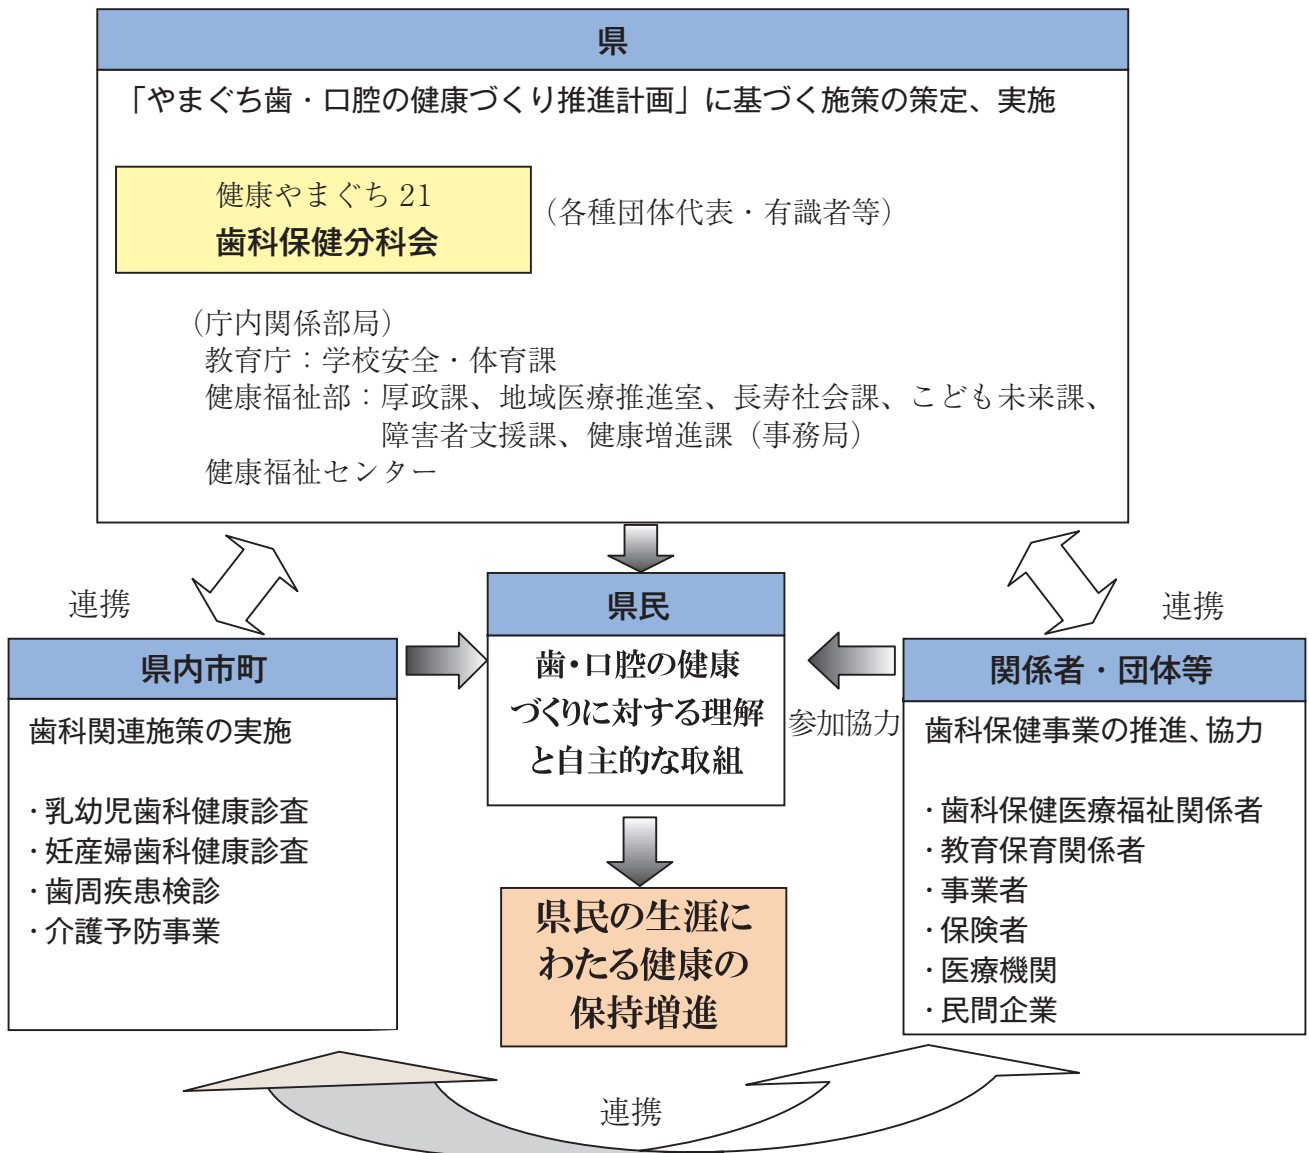 県
「やまぐち歯・口腔の健康づくり推進計画」に基づく施策の策定、実施
健康やまぐち 21
歯科保健分科会
（各種団体代表・有識者等）
（庁内関係部局）
教育庁：学校安全・体育課
健康福祉部：厚政課、地域医療推進室、長寿社会課、こども未来課、
障害者支援課、健康増進課（事務局）
健康福祉センター
連携
連携
県内市町
歯科関連施策の実施
・乳幼児歯科健康診査
・妊産婦歯科健康診査
・歯周疾患検診
・介護予防事業
県民
歯・口腔の健康
づくりに対する理解
と自主的な取組
参加協力
関係者・団体等
歯科保健事業の推進、協力
・歯科保健医療福祉関係者
・教育保育関係者
・事業者
・保険者
・医療機関
・民間企業
県民の生涯に
わたる健康の
保持増進
連携